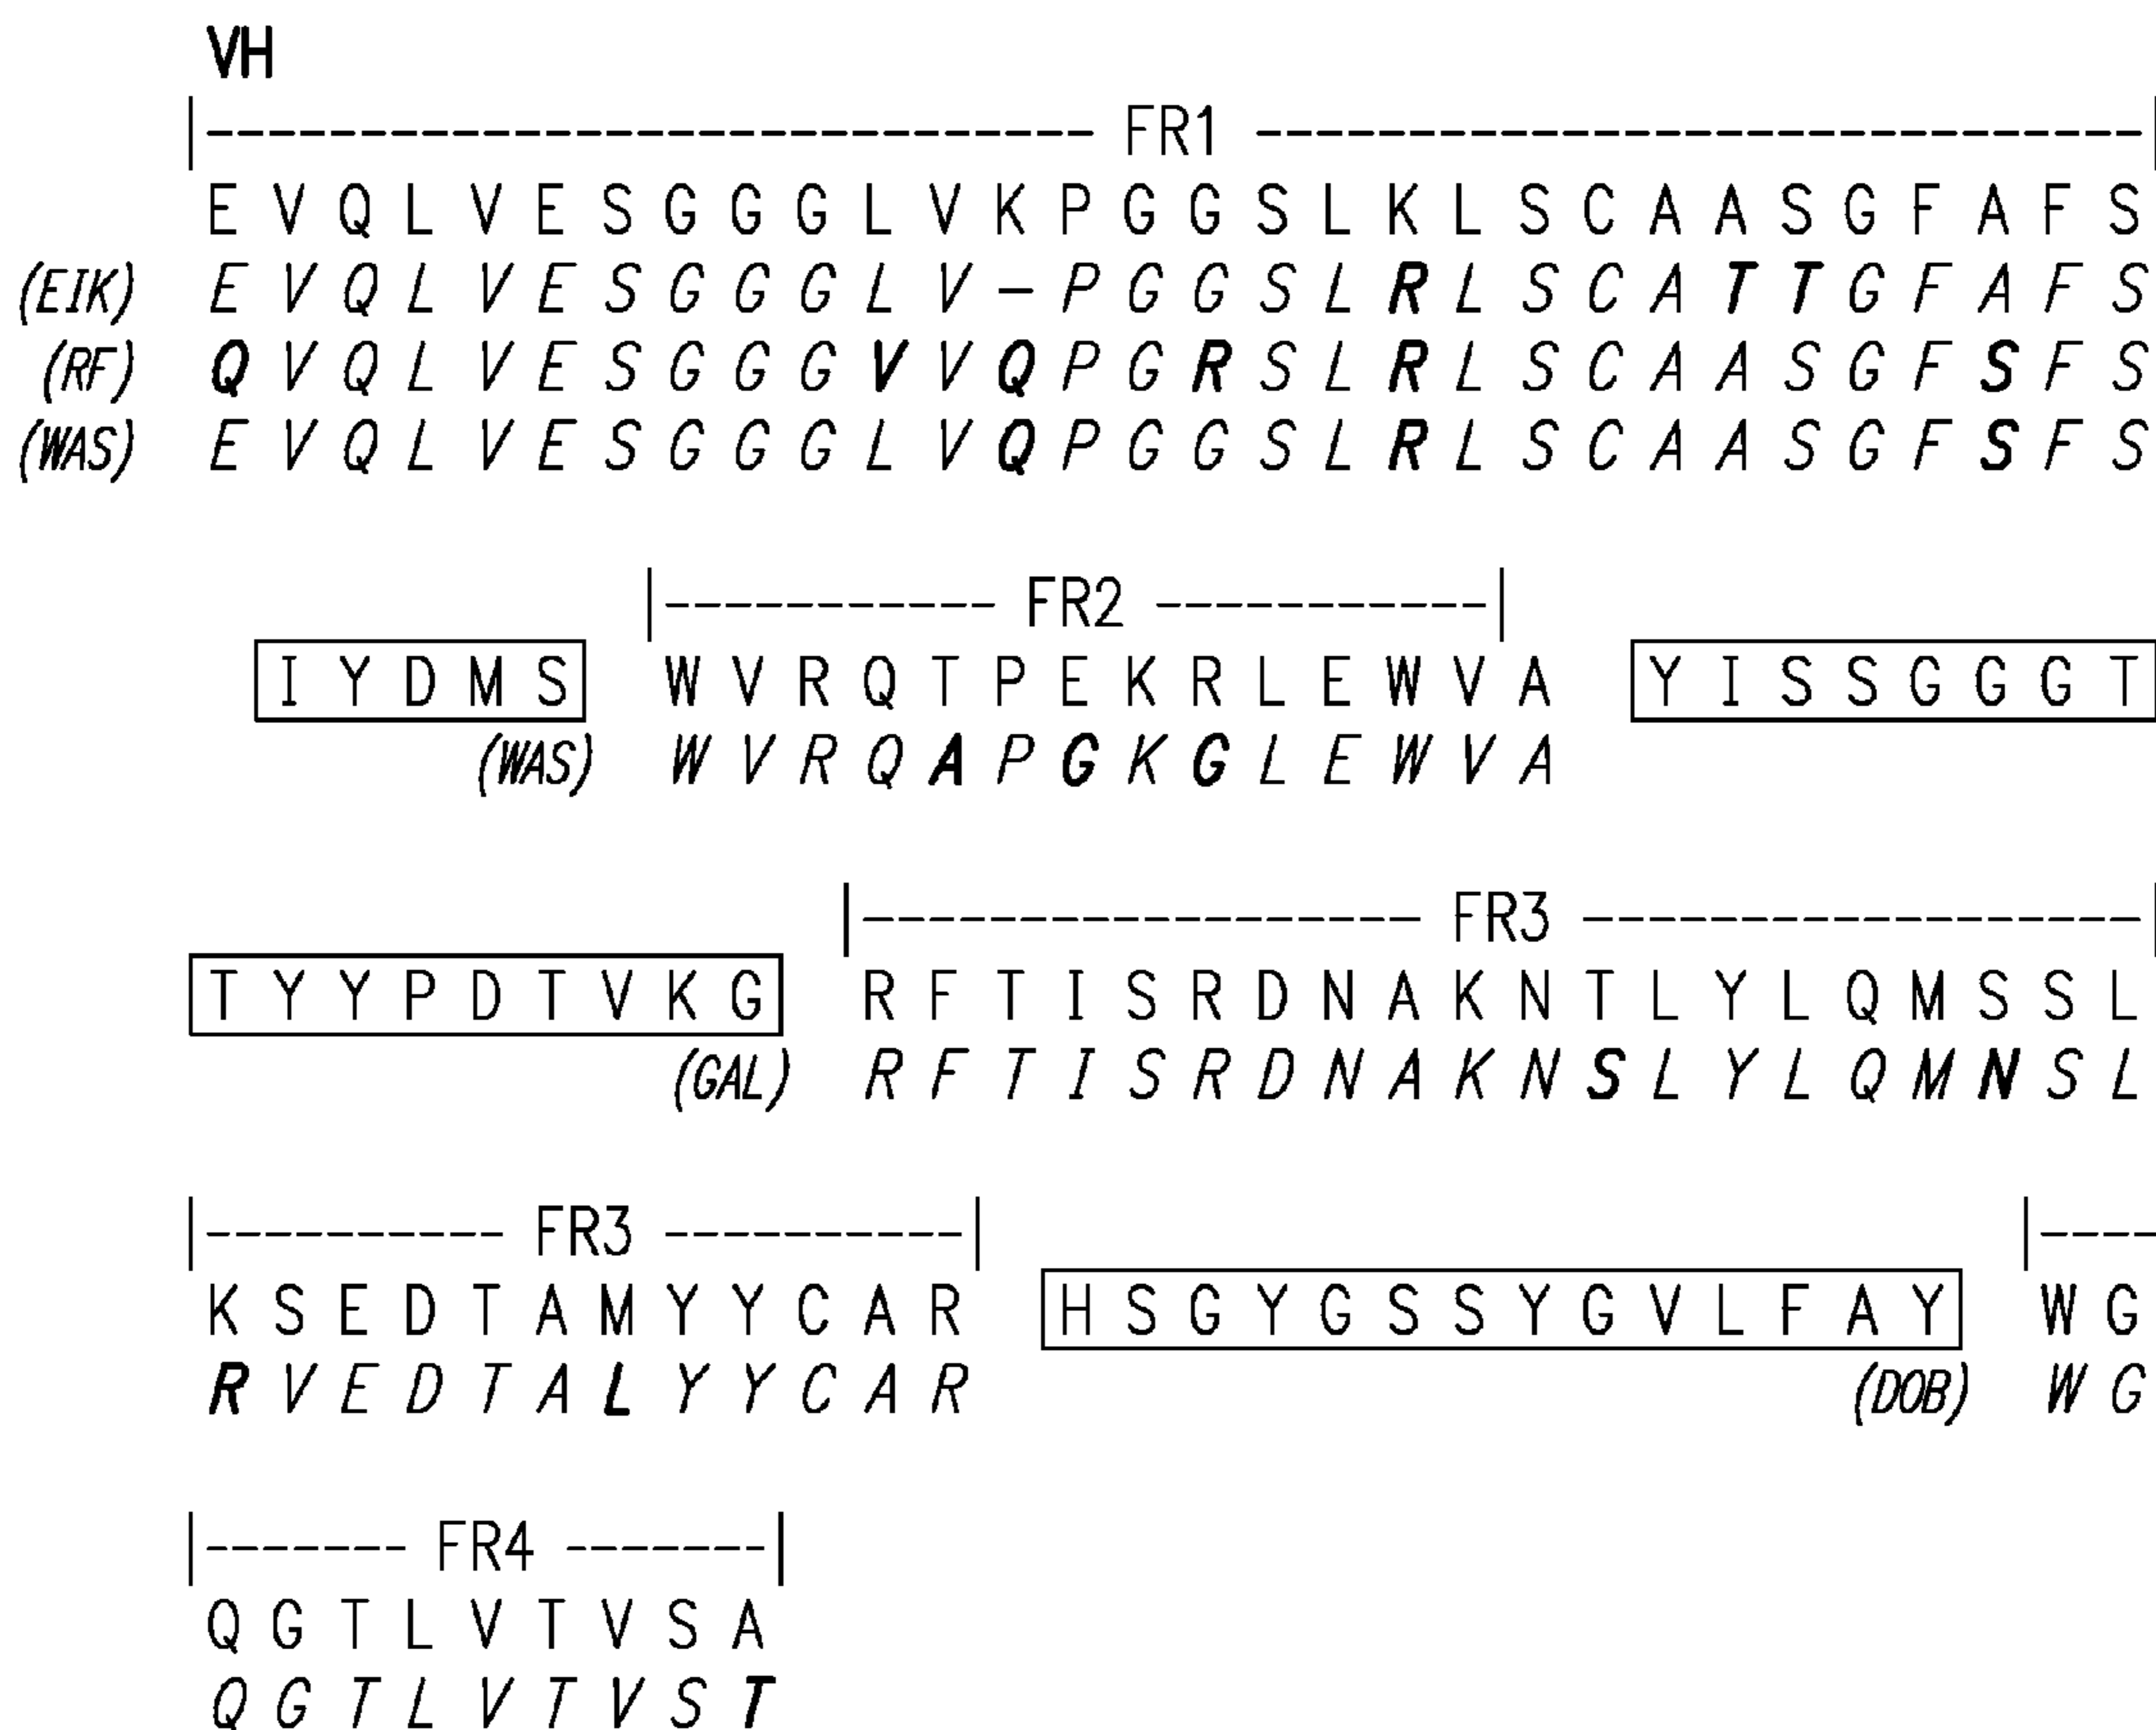 VH
|------------------------------ FR1 ------------------------------|
E V Q L V E S G G G L V K P G G S L K L S C A A S G F A F S
(EIK) E V Q L V E S G G G L V – P G G S L R L S C A T T G F A F S
(RF) Q V Q L V E S G G G V V Q P G R S L R L S C A A S G F S F S
(WAS) E V Q L V E S G G G L V Q P G G S L R L S C A A S G F S F S
|----------- FR2 -----------|
I Y D M S W V R Q T P E K R L E W V A Y I S S G G G T
(WAS) W V R Q A P G K G L E W V A
|------------------- FR3 -------------------|
T Y Y P D T V K G R F T I S R D N A K N T L Y L Q M S S L
(GAL) R F T I S R D N A K N S L Y L Q M N S L
|---------- FR3 ----------| |----
K S E D T A M Y Y C A R H S G Y G S S Y G V L F A Y W G
R V E D T A L Y Y C A R (DOB) W G
|------- FR4 -------|
Q G T L V T V S A
Q G T L V T V S T